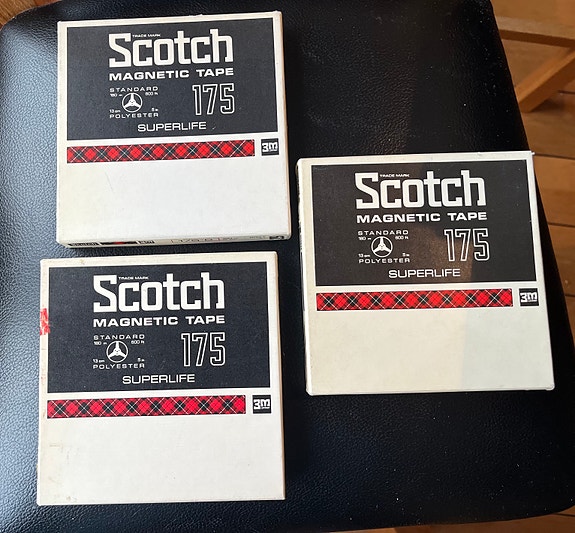 TRADE MARK
Scotch
MAGNETIC TAPE
STANDARD
180 m 600 ft
175
13 cm 5 in
POLYESTER
SUPERLIFE
3m
TRADE MARK
Scotch
MAGNETIC TAPE
STANDARD
180 m 600 ft
175
13 cm 5 in
POLYESTER
SUPERLIFE
3m
TRADE MARK
Scotch
MAGNETIC TAPE
STANDARD
180 m 600 ft
175
13 cm 5 in
POLYESTER
SUPERLIFE
3m